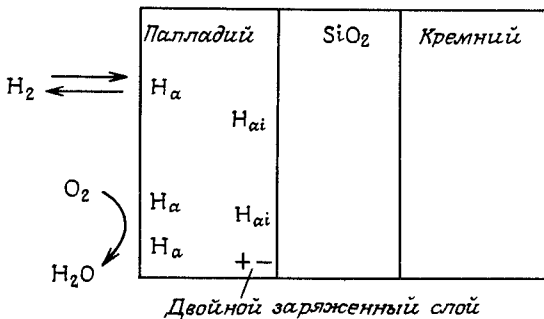 Палладий SiO₂ Кремний
H₂ Hα
Hαi
O₂ Hα
Hαi
Hα
+ −
H₂O
Двойной заряженный слой